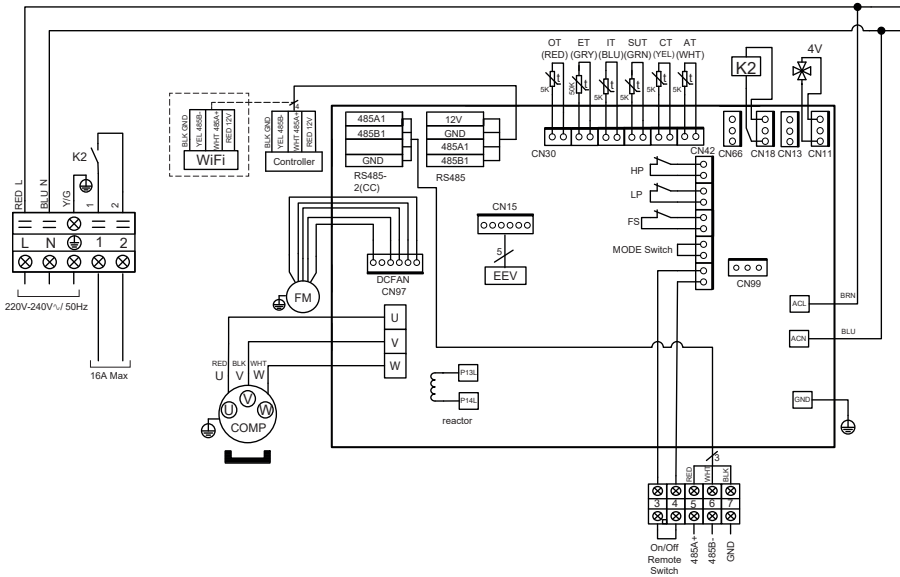 OT
(RED)
ET
(GRY)
IT
(BLU)
SUT
(GRN)
CT
(YEL)
AT
(WHT)
K2
4V
5K
50K
5K
5K
5K
5K
CN30
CN42
CN66
CN18
CN13
CN11
BLK GND
YEL 485B-
WHT 485A+
RED 12V
WiFi
BLK GND
YEL 485B-
WHT 485A+
RED 12V
Controller
4
485A1
485B1
GND
RS485-
2(CC)
12V
GND
485A1
485B1
RS485
K2
RED L
BLU N
Y/G
1
2
L N 1 2
220V-240V∿/ 50Hz
16A Max
HP
LP
FS
MODE Switch
CN15
5
EEV
CN99
DCFAN
CN97
FM
U
V
W
RED BLK WHT
U V W
U V W
COMP
P13L
P14L
reactor
ACL
BRN
ACN
BLU
GND
3
RED
WHT
BLK
3 4 5 6 7
On/Off
Remote
Switch
485A+
485B-
GND